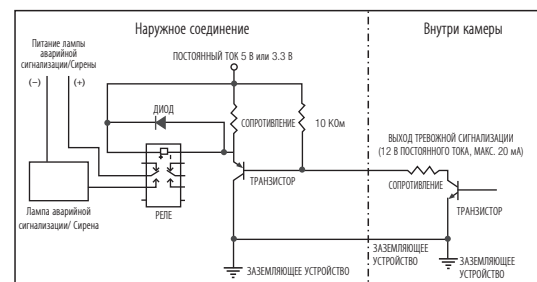 Наружное соединение
Внутри камеры
Питание лампы
аварийной
сигнализации/Сирены
(–)
(+)
ПОСТОЯННЫЙ ТОК 5 В или 3.3 В
ДИОД
СОПРОТИВЛЕНИЕ
10 КОм
ВЫХОД ТРЕВОЖНОЙ СИГНАЛИЗАЦИИ
(12 В ПОСТОЯННОГО ТОКА, МАКС. 20 мА)
СОПРОТИВЛЕНИЕ
ТРАНЗИСТОР
ТРАНЗИСТОР
Лампа аварийной
сигнализации/ Сирена
РЕЛЕ
ЗАЗЕМЛЯЮЩЕЕ
УСТРОЙСТВО
ЗАЗЕМЛЯЮЩЕЕ УСТРОЙСТВО
ЗАЗЕМЛЯЮЩЕЕ
УСТРОЙСТВО